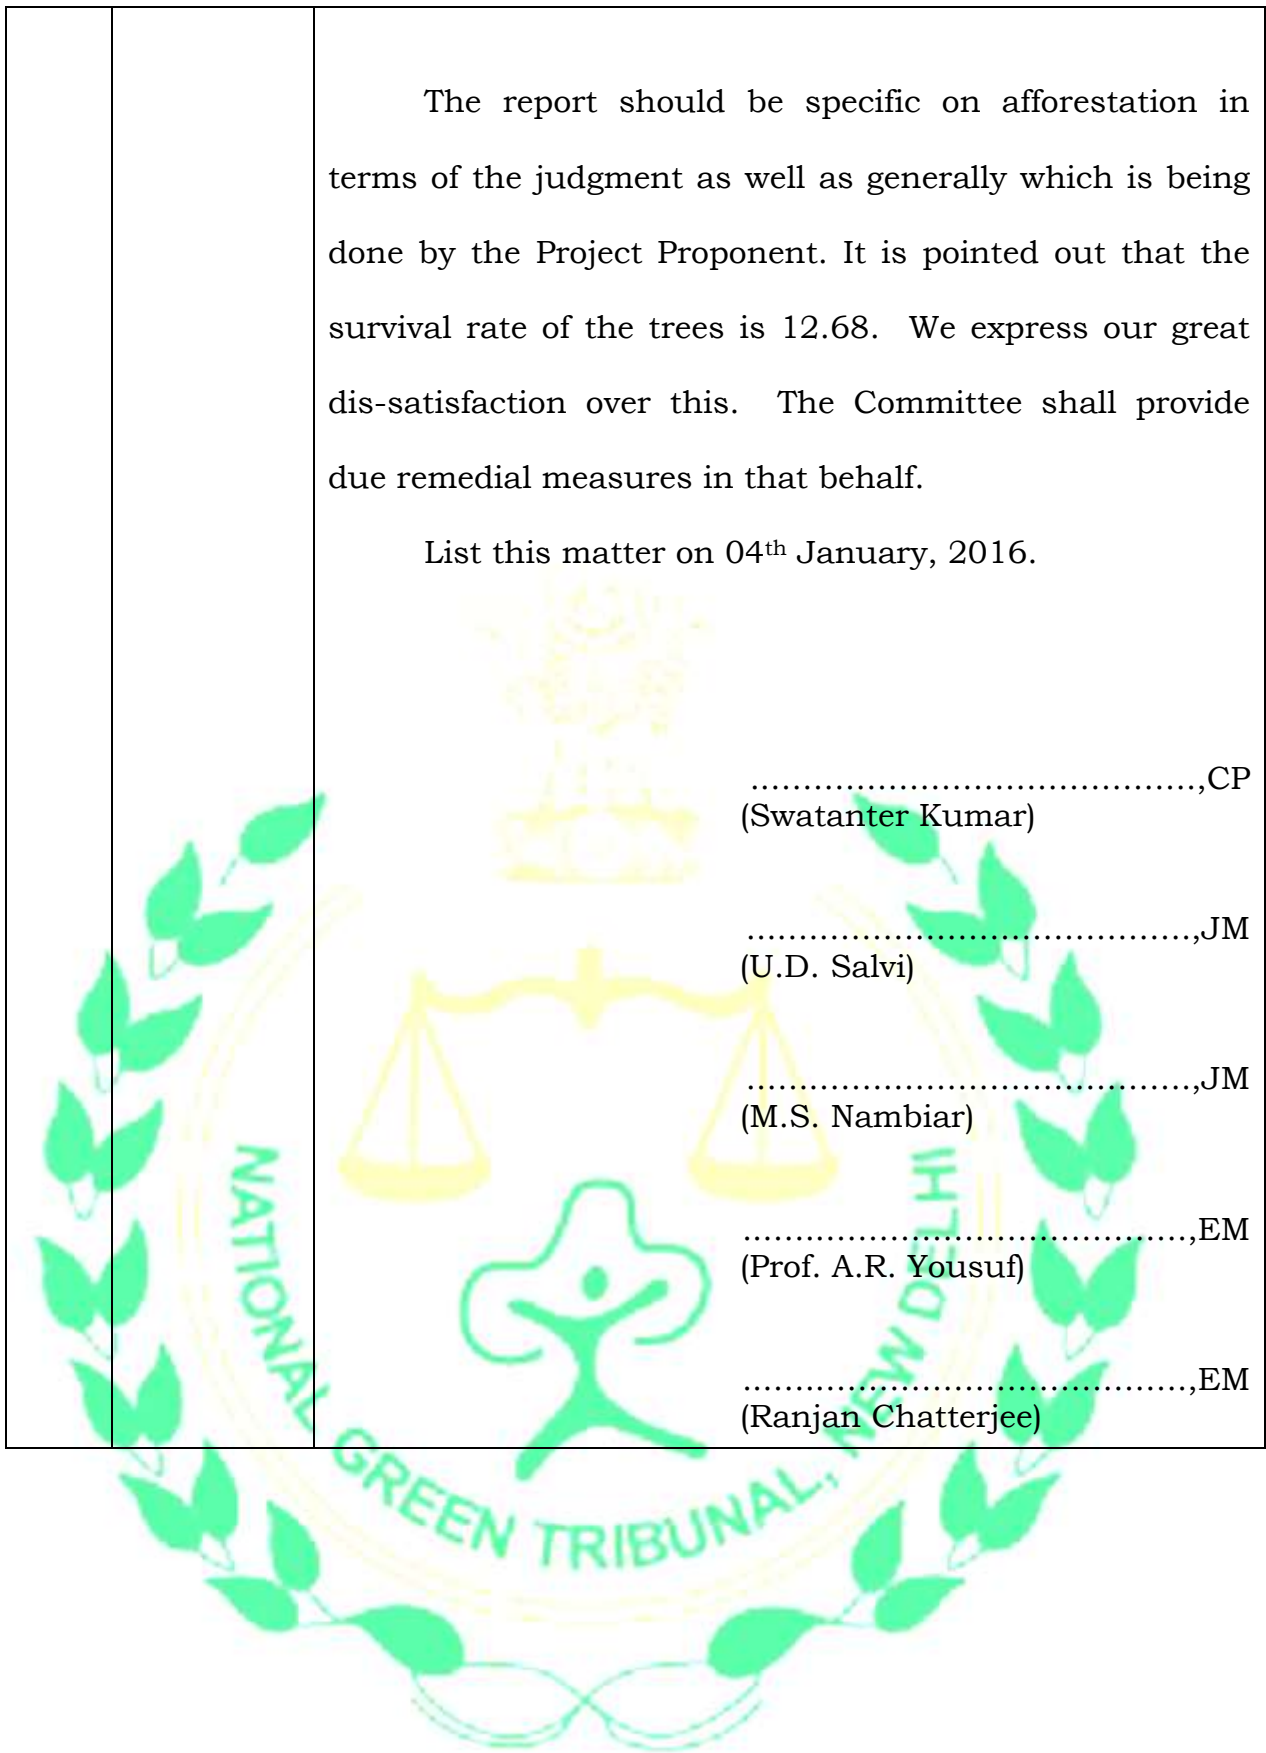 The report should be specific on afforestation in
terms of the judgment as well as generally which is being
done by the Project Proponent. It is pointed out that the
survival rate of the trees is 12.68.  We express our great
dis-satisfaction over this.  The Committee shall provide
due remedial measures in that behalf.
List this matter on 04th January, 2016.
..........................................,CP
(Swatanter Kumar)
..........................................,JM
(U.D. Salvi)
..........................................,JM
(M.S. Nambiar)
..........................................,EM
(Prof. A.R. Yousuf)
..........................................,EM
(Ranjan Chatterjee)
NATIONAL GREEN TRIBUNAL, NEW DELHI